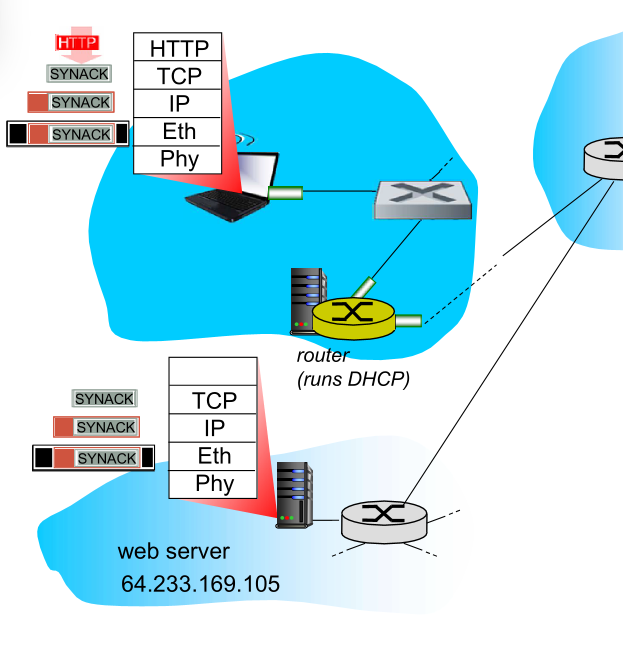 HTTP
HTTP
SYNACK
TCP
SYNACK
IP
SYNACK
Eth
Phy
router
(runs DHCP)
SYNACK
TCP
SYNACK
IP
SYNACK
Eth
Phy
web server
64.233.169.105